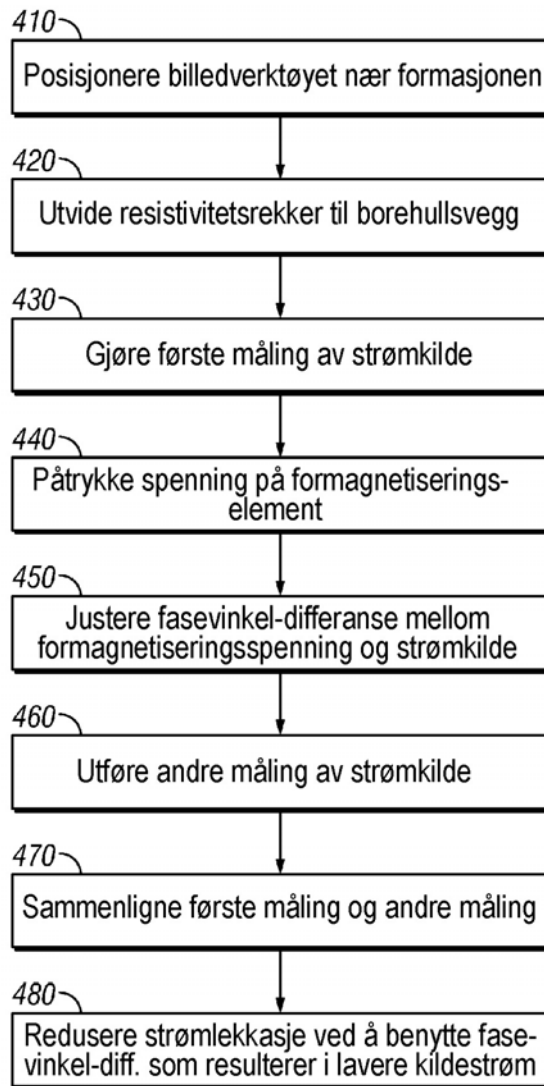 410
Posisjonere billedverktøyet nær formasjonen
420
Utvide resistivitetsrekker til borehullsvegg
430
Gjøre første måling av strømkilde
440
Påtrykke spenning på formagnetiserings-
element
450
Justere fasevinkel-differanse mellom
formagnetiseringsspenning og strømkilde
460
Utføre andre måling av strømkilde
470
Sammenligne første måling og andre måling
480
Redusere strømlekkasje ved å benytte fase-
vinkel-diff. som resulterer i lavere kildestrøm